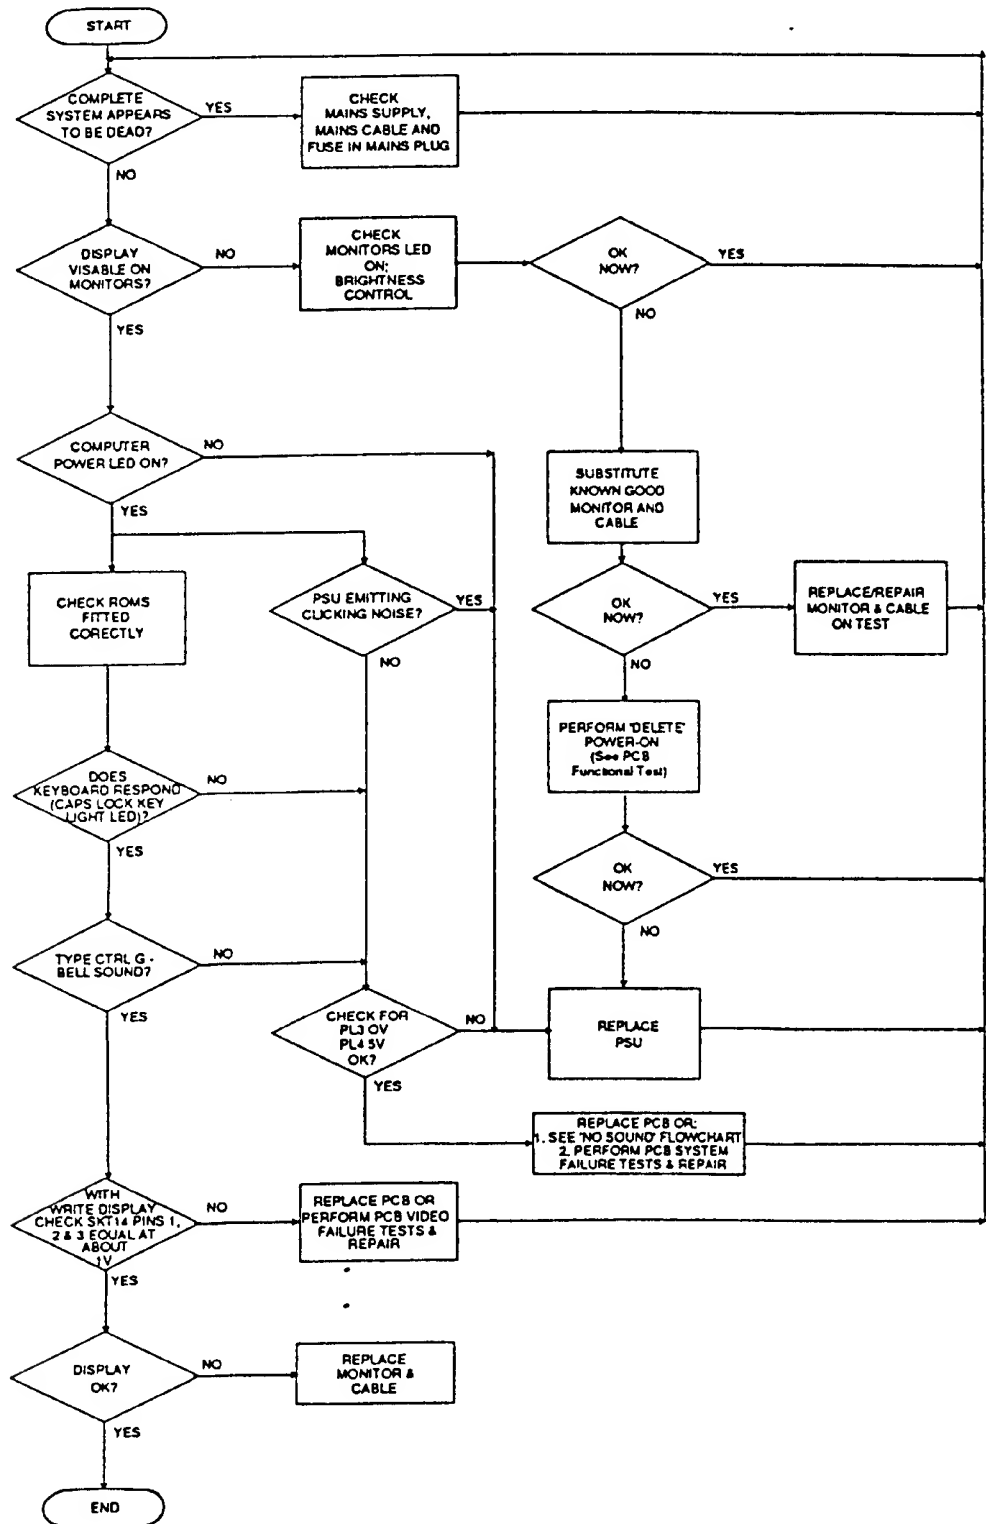 START
COMPLETE
SYSTEM APPEARS
TO BE DEAD?
YES
CHECK
MAINS SUPPLY,
MAINS CABLE AND
FUSE IN MAINS PLUG
NO
DISPLAY
VISABLE ON
MONITORS?
NO
CHECK
MONITORS LED
ON;
BRIGHTNESS
CONTROL
OK
NOW?
YES
NO
YES
COMPUTER
POWER LED ON?
NO
SUBSTITUTE
KNOWN GOOD
MONITOR AND
CABLE
YES
CHECK ROMS
FITTED
CORECTLY
PSU EMITTING
CLICKING NOISE?
YES
OK
NOW?
YES
REPLACE/REPAIR
MONITOR & CABLE
ON TEST
NO
NO
PERFORM 'DELETE'
POWER-ON
(See PCB
Functional Test)
DOES
KEYBOARD RESPOND
(CAPS LOCK KEY
LIGHT LED)?
NO
YES
OK
NOW?
YES
NO
TYPE CTRL G -
BELL SOUND?
NO
YES
CHECK FOR
PL3 0V
PL4 5V
OK?
NO
REPLACE
PSU
YES
REPLACE PCB OR:
1. SEE 'NO SOUND' FLOWCHART
2. PERFORM PCB SYSTEM
FAILURE TESTS & REPAIR
WITH
WRITE DISPLAY
CHECK SKT14 PINS 1,
2 & 3 EQUAL AT
ABOUT
1V
NO
REPLACE PCB OR
PERFORM PCB VIDEO
FAILURE TESTS &
REPAIR
YES
DISPLAY
OK?
NO
REPLACE
MONITOR &
CABLE
YES
END